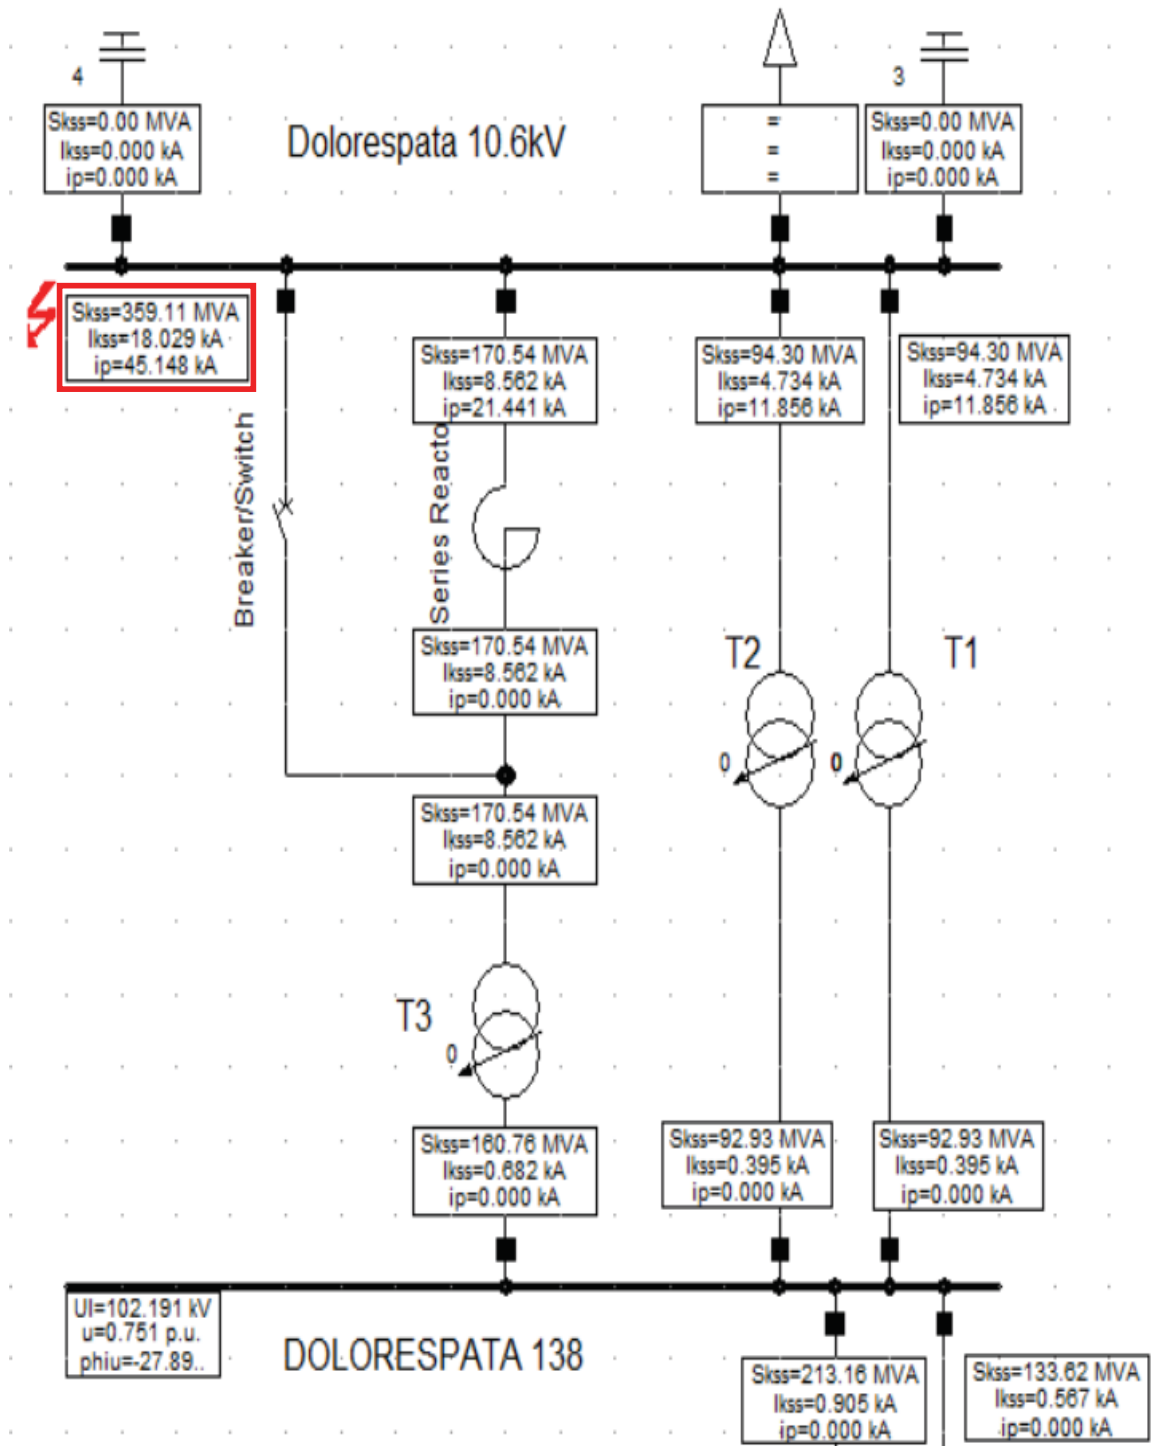 4
3
Skss=0.00 MVA
Ikss=0.000 kA
ip=0.000 kA
Dolorespata 10.6kV
=
=
=
Skss=0.00 MVA
Ikss=0.000 kA
ip=0.000 kA
Skss=359.11 MVA
Ikss=18.029 kA
ip=45.148 kA
Skss=170.54 MVA
Ikss=8.562 kA
ip=21.441 kA
Skss=94.30 MVA
Ikss=4.734 kA
ip=11.856 kA
Skss=94.30 MVA
Ikss=4.734 kA
ip=11.856 kA
Breaker/Switch
Series Reacto
Skss=170.54 MVA
Ikss=8.562 kA
ip=0.000 kA
T2
T1
0
0
Skss=170.54 MVA
Ikss=8.562 kA
ip=0.000 kA
T3
0
Skss=160.76 MVA
Ikss=0.682 kA
ip=0.000 kA
Skss=92.93 MVA
Ikss=0.395 kA
ip=0.000 kA
Skss=92.93 MVA
Ikss=0.395 kA
ip=0.000 kA
Ul=102.191 kV
u=0.751 p.u.
phiu=-27.89..
DOLORESPATA 138
Skss=213.16 MVA
Ikss=0.905 kA
ip=0.000 kA
Skss=133.62 MVA
Ikss=0.567 kA
ip=0.000 kA